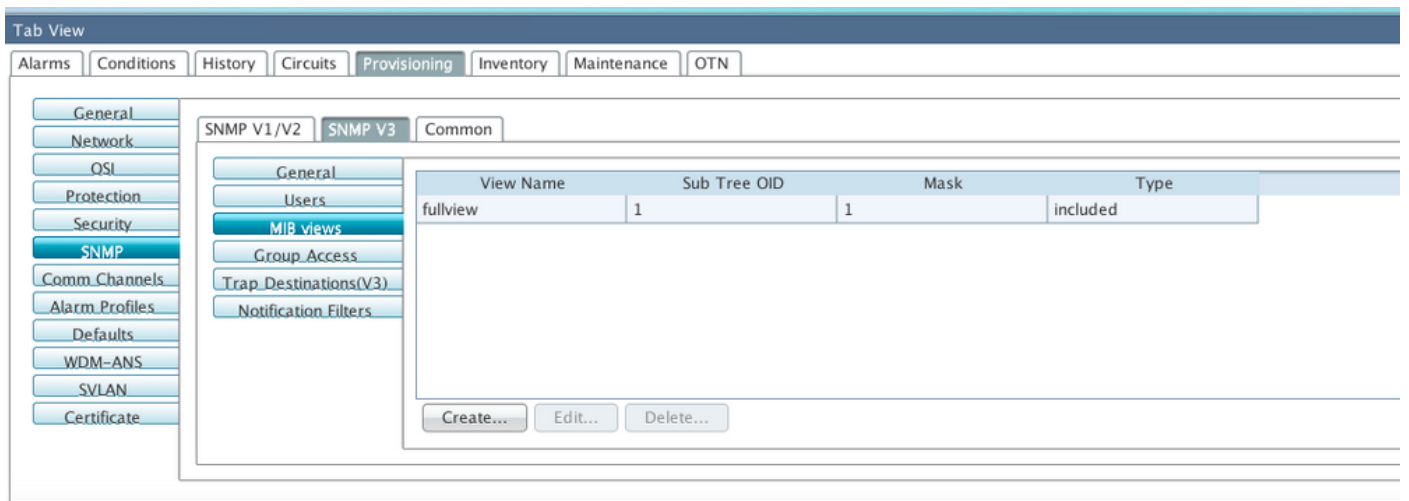 Tab View
Alarms Conditions History Circuits Provisioning Inventory Maintenance OTN
General
Network
OSI
Protection
Security
SNMP
Comm Channels
Alarm Profiles
Defaults
WDM-ANS
SVLAN
Certificate
SNMP V1/V2 SNMP V3 Common
General
Users
MIB views
Group Access
Trap Destinations(V3)
Notification Filters
View Name Sub Tree OID Mask Type
fullview 1 1 included
Create... Edit... Delete...